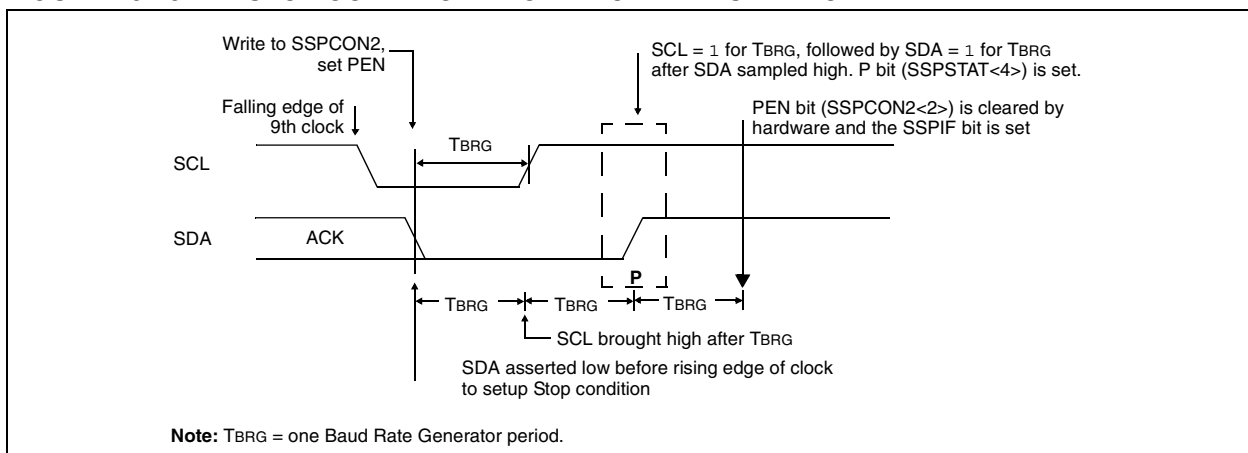 Write to SSPCON2,
set PEN
SCL = 1 for TBRG, followed by SDA = 1 for TBRG
after SDA sampled high. P bit (SSPSTAT<4>) is set.
Falling edge of
9th clock
PEN bit (SSPCON2<2>) is cleared by
hardware and the SSPIF bit is set
TBRG
SCL
SDA
ACK
P
TBRG
TBRG
TBRG
SCL brought high after TBRG
SDA asserted low before rising edge of clock
to setup Stop condition
Note: TBRG = one Baud Rate Generator period.